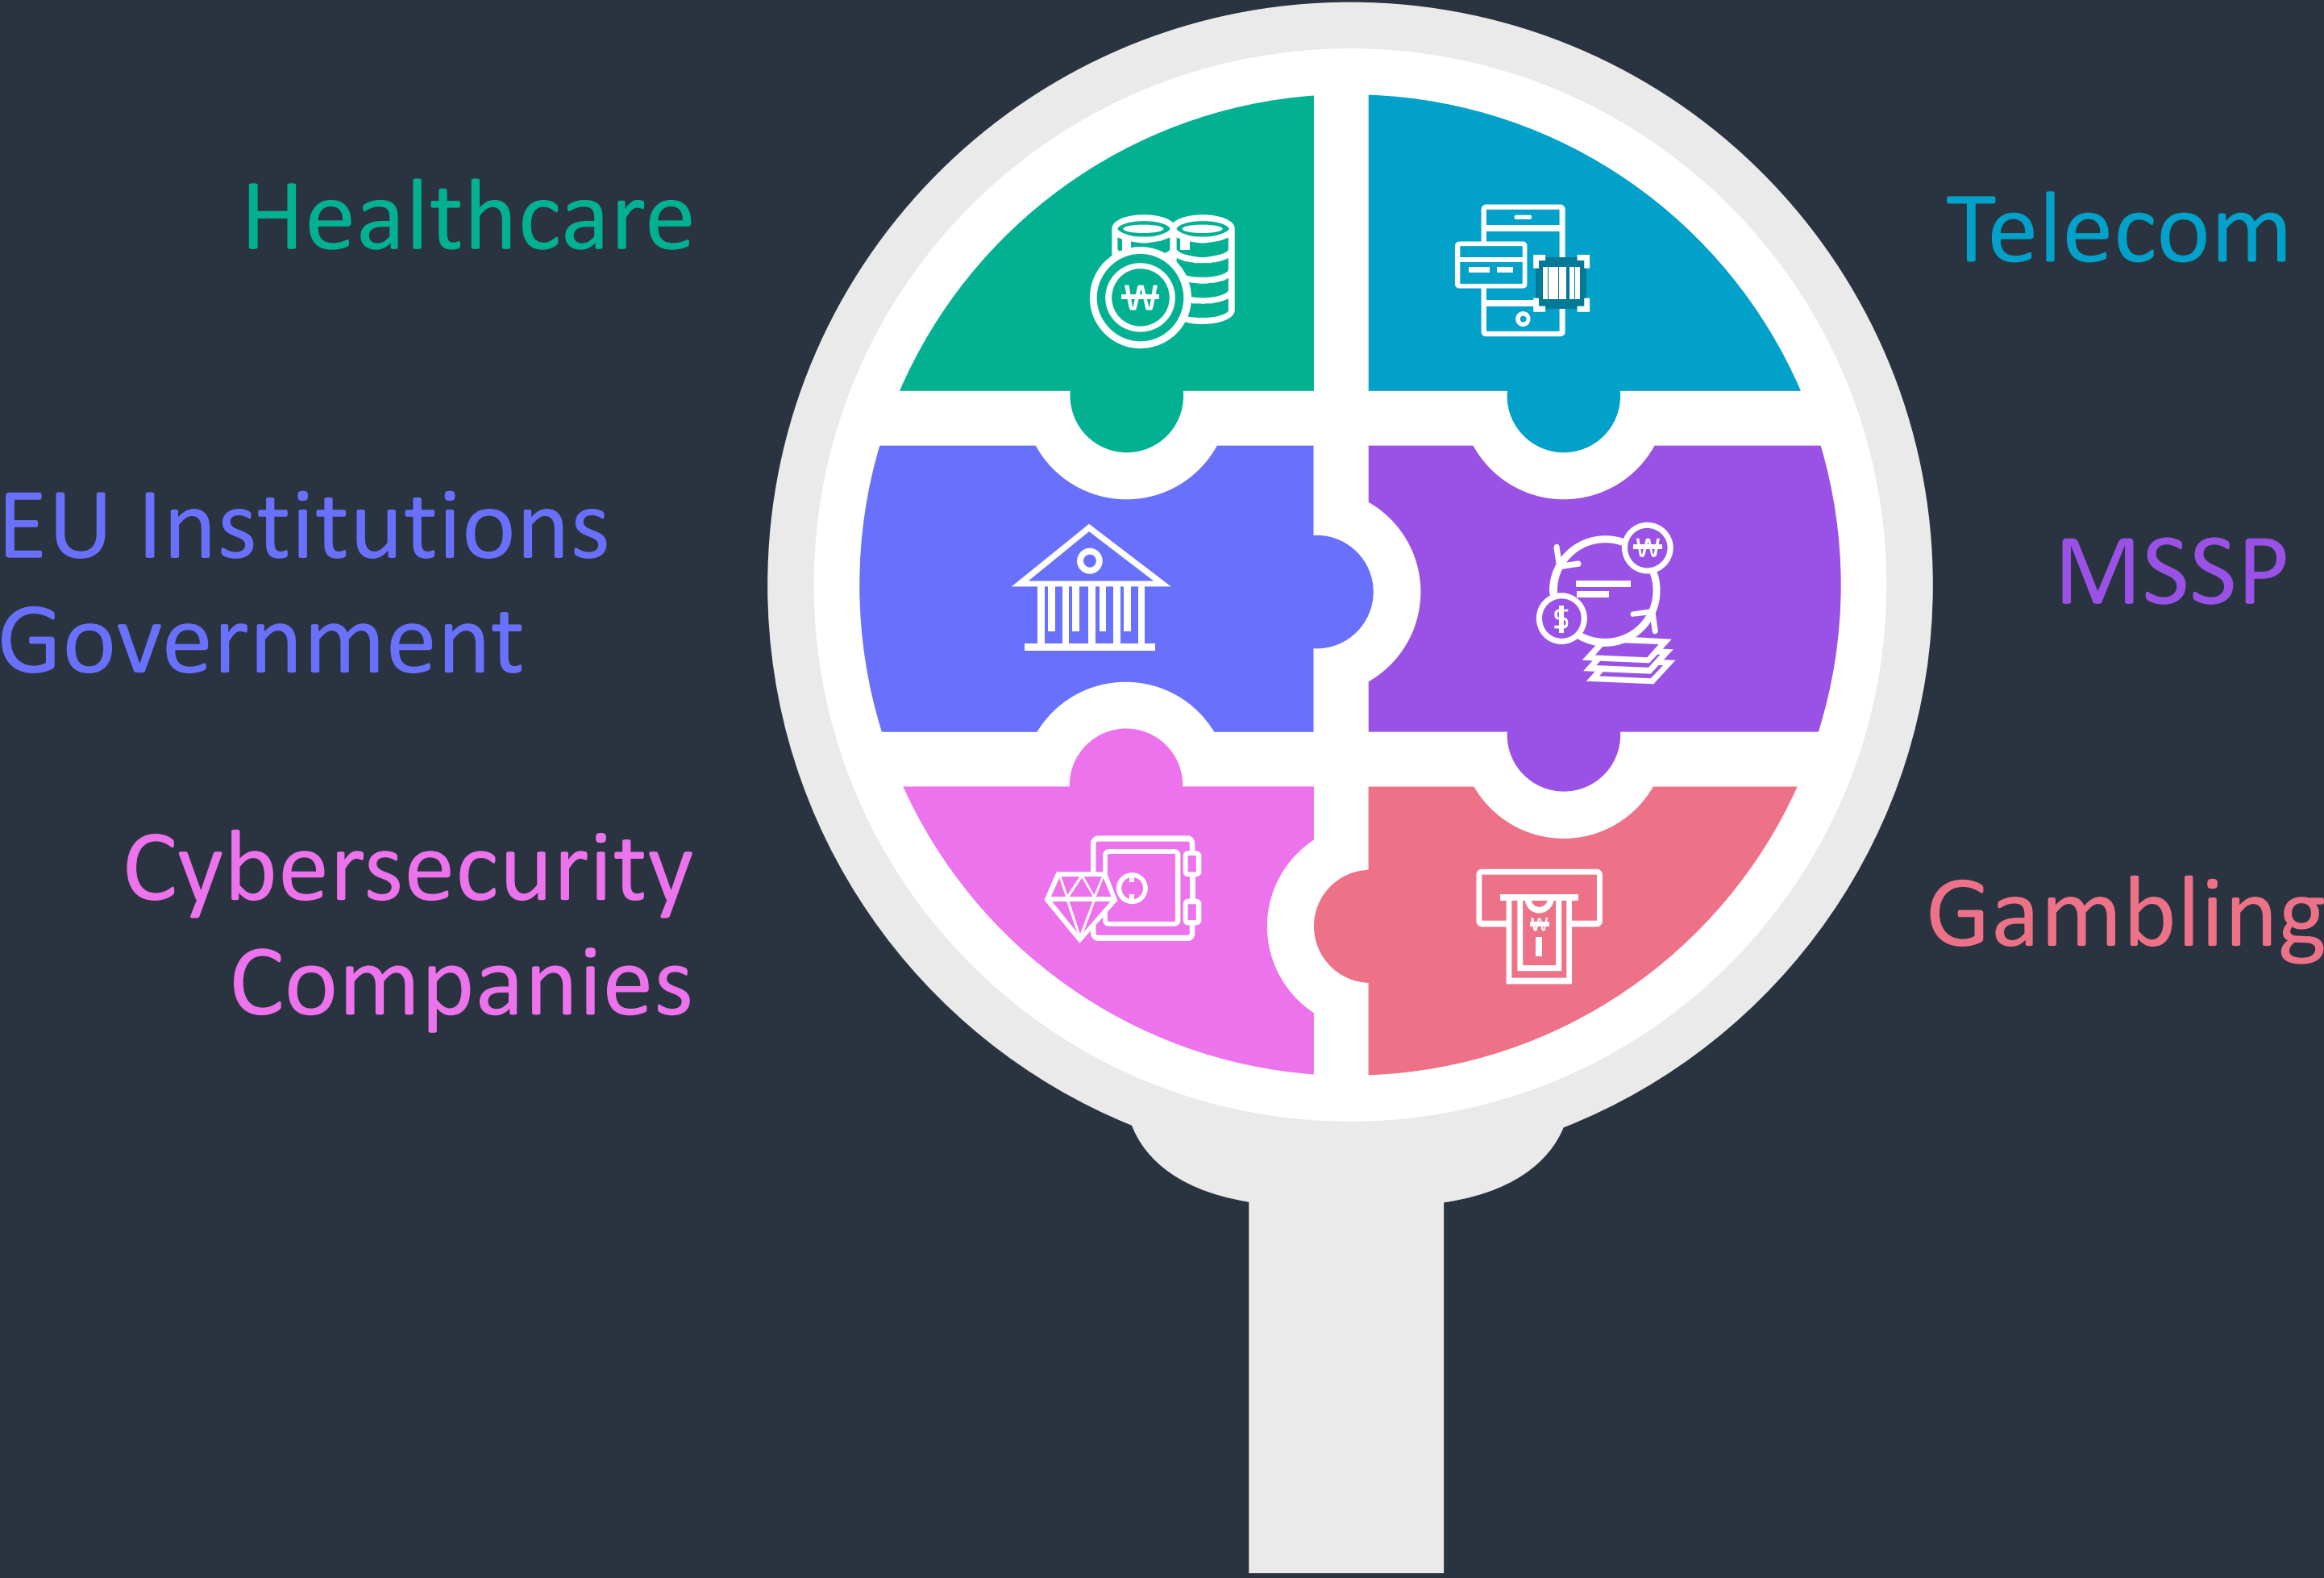 Healthcare
Telecom
EU Institutions
Government
MSSP
Cybersecurity
Companies
Gambling
₩
₩
$
₩